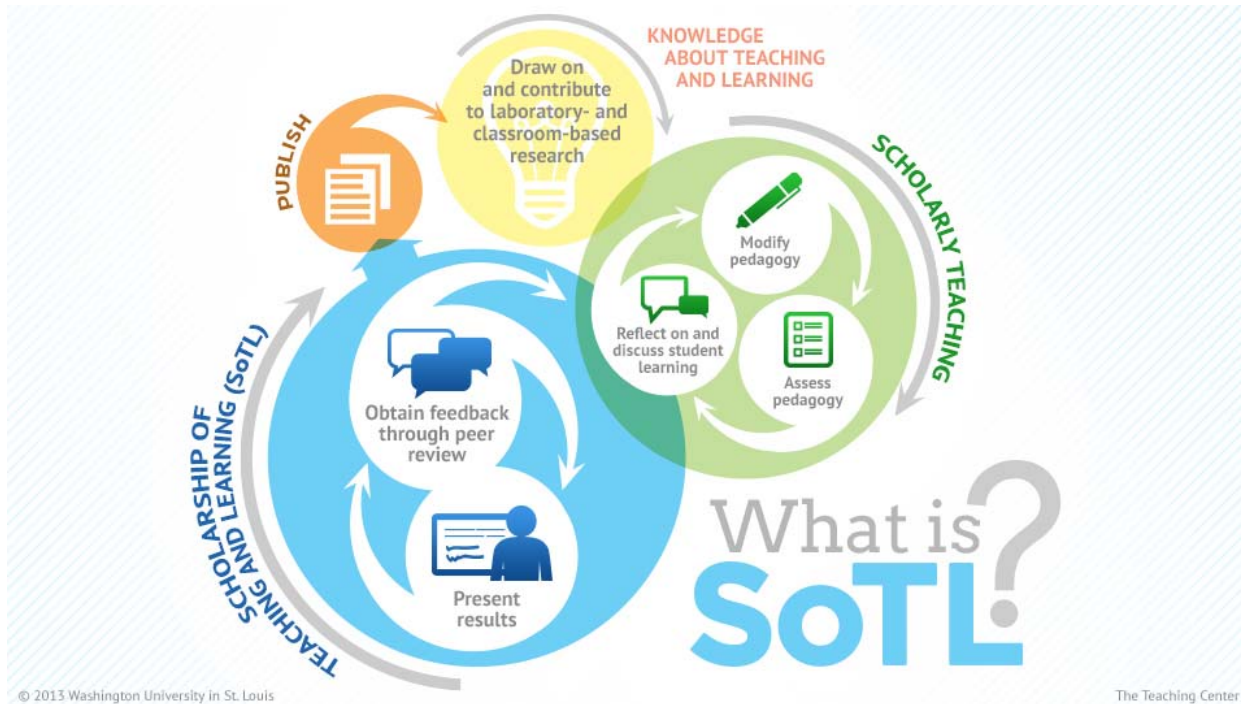 KNOWLEDGE
ABOUT TEACHING
AND LEARNING
Draw on
and contribute
to laboratory- and
classroom-based
research
PUBLISH
SCHOLARLY TEACHING
Modify
pedagogy
Reflect on and
discuss student
learning
Assess
pedagogy
SCHOLARSHIP OF
TEACHING AND LEARNING (SoTL)
Obtain feedback
through peer
review
Present
results
What is
SoTL?
© 2013 Washington University in St. Louis
The Teaching Center